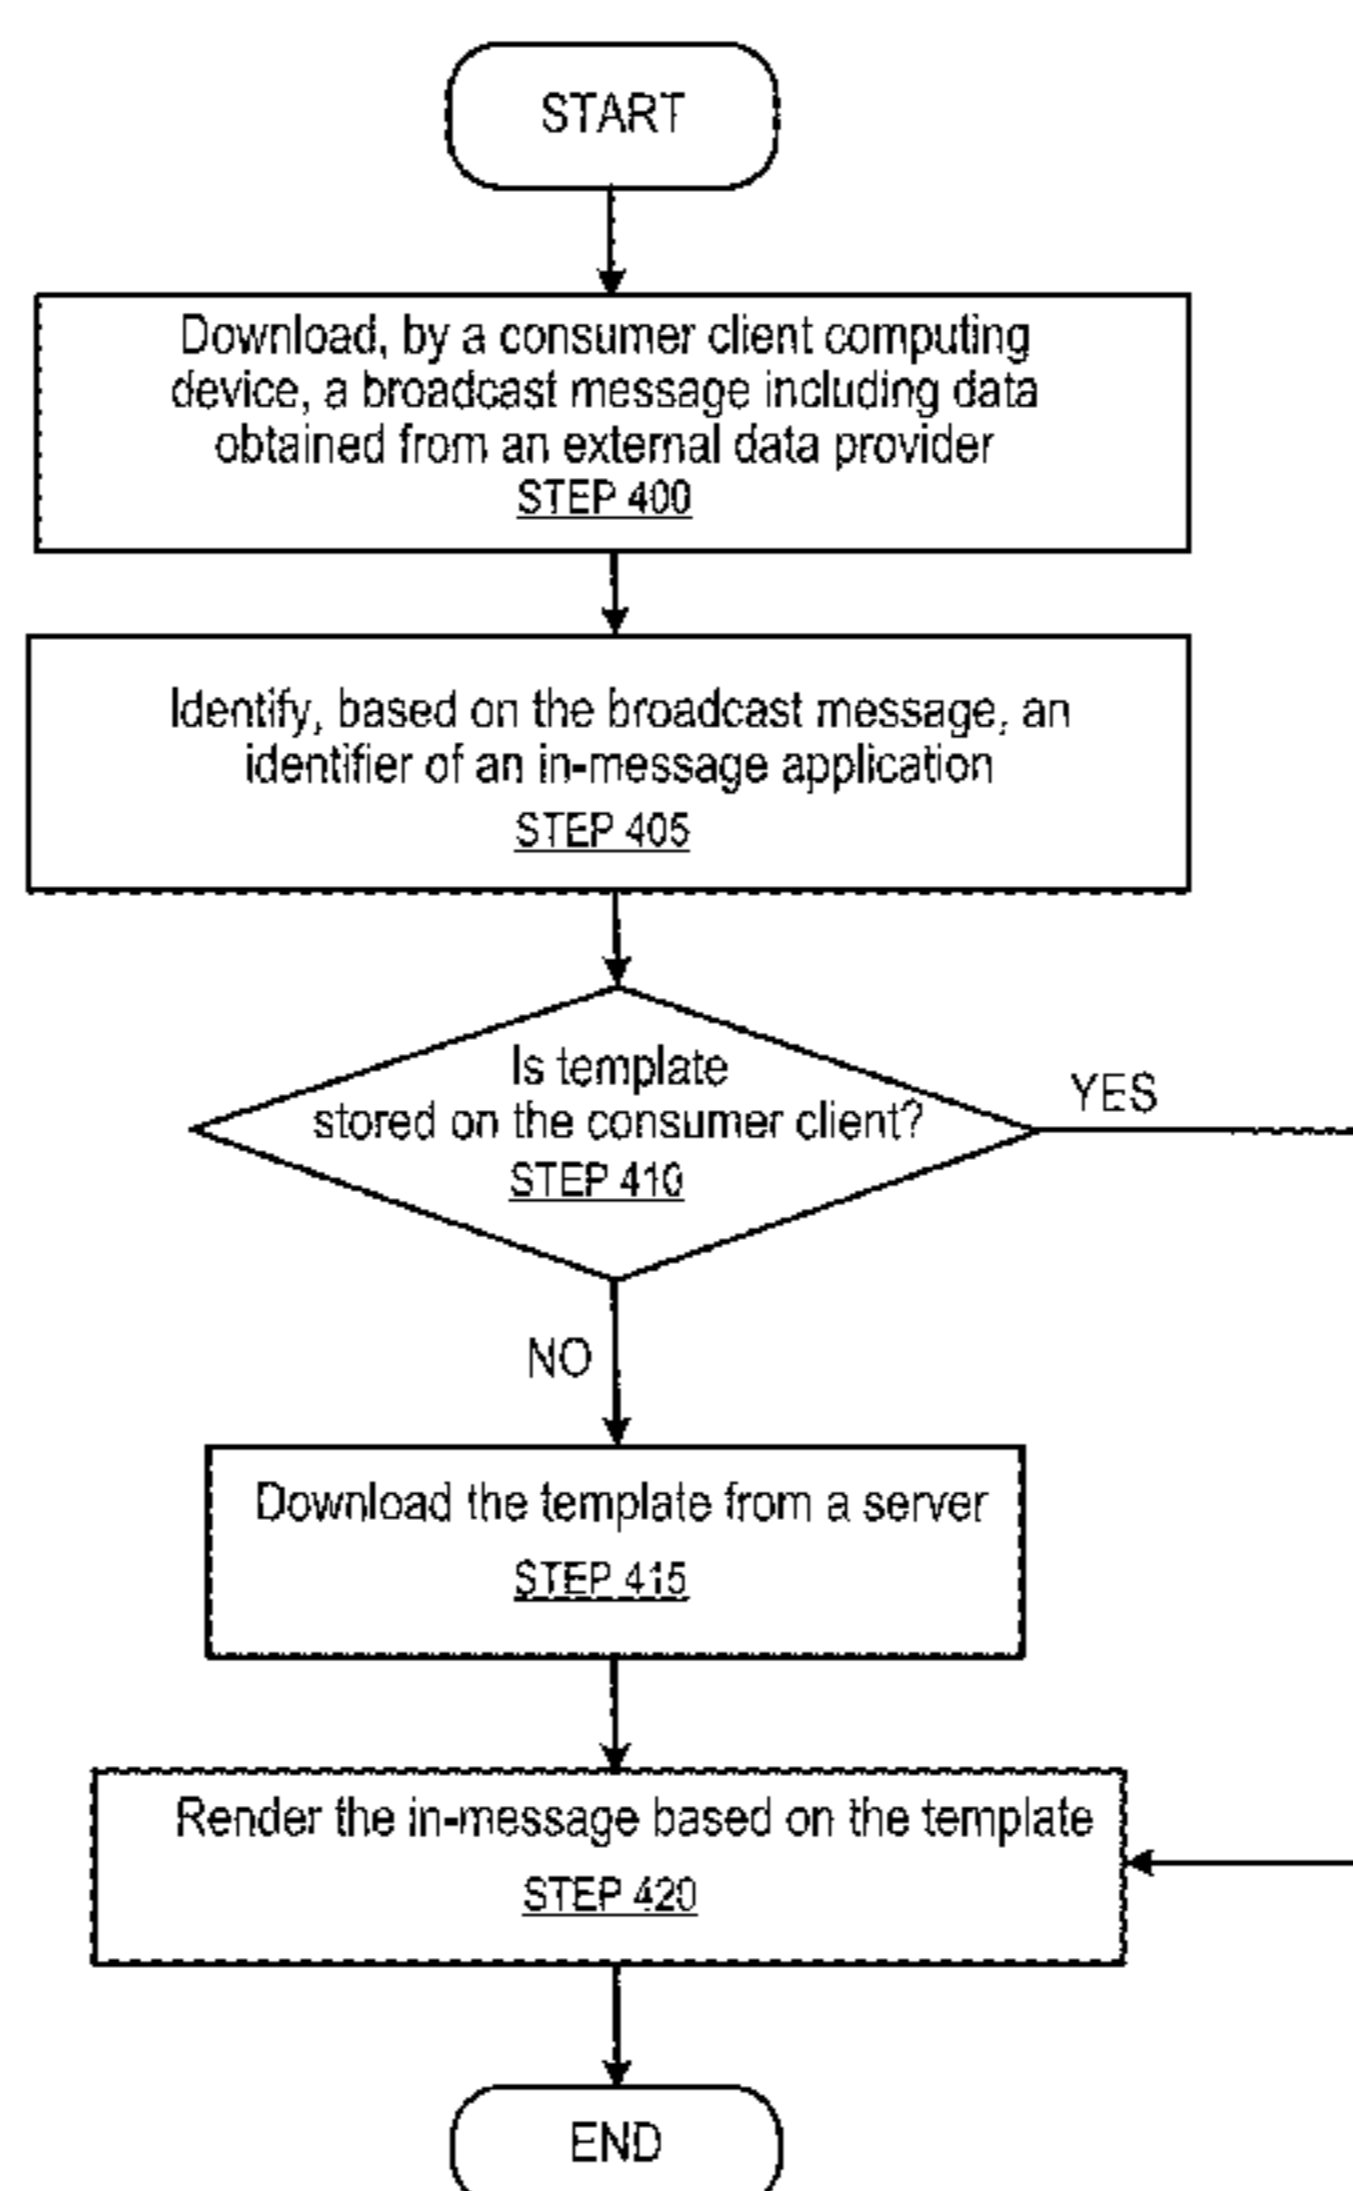 START
Download, by a consumer client computing
device, a broadcast message including data
obtained from an external data provider
STEP 400
Identify, based on the broadcast message, an
identifier of an in-message application
STEP 405
Is template
stored on the consumer client?
STEP 410
YES
NO
Download the template from a server
STEP 415
Render the in-message based on the template
STEP 420
END